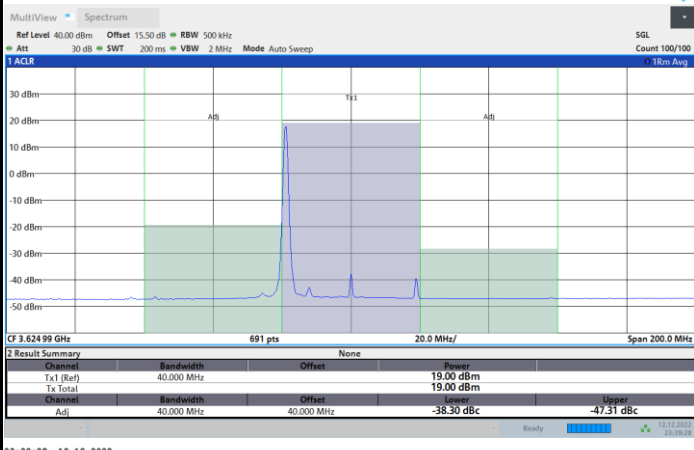 MultiView Spectrum
Ref Level 40.00 dBm Offset 15.50 dB RBW 500 kHz SGL
Att 30 dB SWT 200 ms VBW 2 MHz Mode Auto Sweep Count 100/100
1 ACLR 1Rm Avg
30 dBm
Tx1
20 dBm
Adj Adj
10 dBm
0 dBm
-10 dBm
-20 dBm
-30 dBm
-40 dBm
-50 dBm
CF 3.624 99 GHz 691 pts 20.0 MHz/ Span 200.0 MHz
2 Result Summary None
Channel Bandwidth Offset Power
Tx1 (Ref) 40.000 MHz 19.00 dBm
Tx Total 19.00 dBm
Channel Bandwidth Offset Lower Upper
Adj 40.000 MHz 40.000 MHz -38.30 dBc -47.31 dBc
Ready 12.12.2022
23:39:28